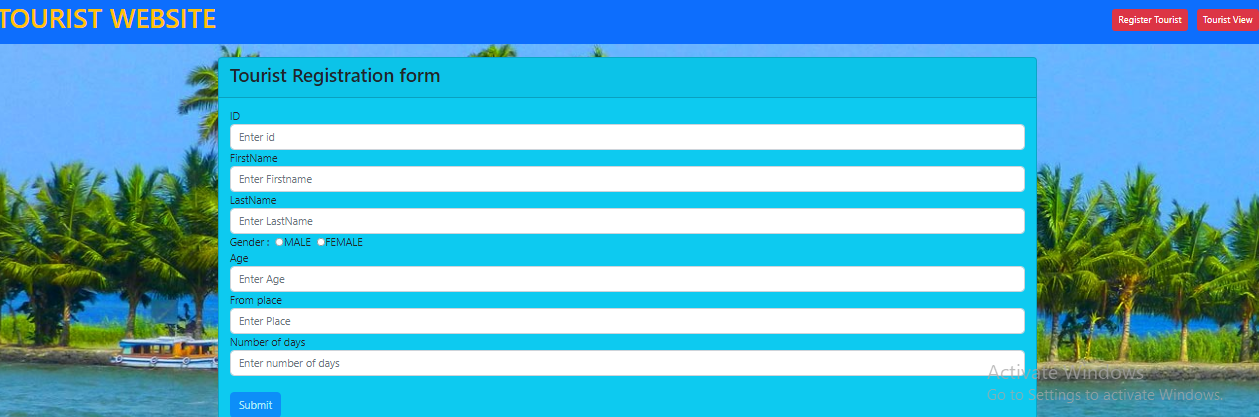 TOURIST WEBSITE
Register Tourist
Tourist View
Tourist Registration form
ID
Enter id
FirstName
Enter Firstname
LastName
Enter LastName
Gender : MALE FEMALE
Age
Enter Age
From place
Enter Place
Number of days
Enter number of days
Submit
Activate Windows
Go to Settings to activate Windows.